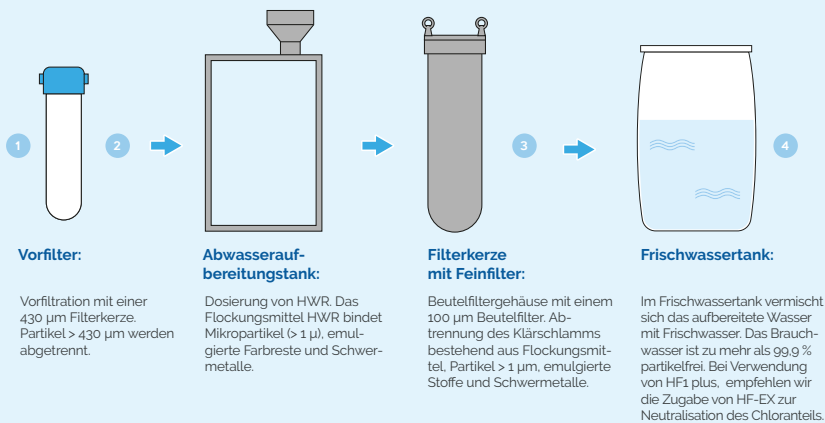 1
2
3
4
Vorfilter:
Vorfiltration mit einer
430 µm Filterkerze.
Partikel > 430 µm werden
abgetrennt.
Abwasserauf-
bereitungstank:
Dosierung von HWR. Das
Flockungsmittel HWR bindet
Mikropartikel (> 1 µ), emul-
gierte Farbreste und Schwer-
metalle.
Filterkerze
mit Feinfilter:
Beutelfiltergehäuse mit einem
100 µm Beutelfilter. Ab-
trennung des Klärschlamms
bestehend aus Flockungsmit-
tel, Partikel > 1 µm, emulgierte
Stoffe und Schwermetalle.
Frischwassertank:
Im Frischwassertank vermischt
sich das aufbereitete Wasser
mit Frischwasser. Das Brauch-
wasser ist zu mehr als 99,9 %
partikelfrei. Bei Verwendung
von HF1 plus, empfehlen wir
die Zugabe von HF-EX zur
Neutralisation des Chloranteils.